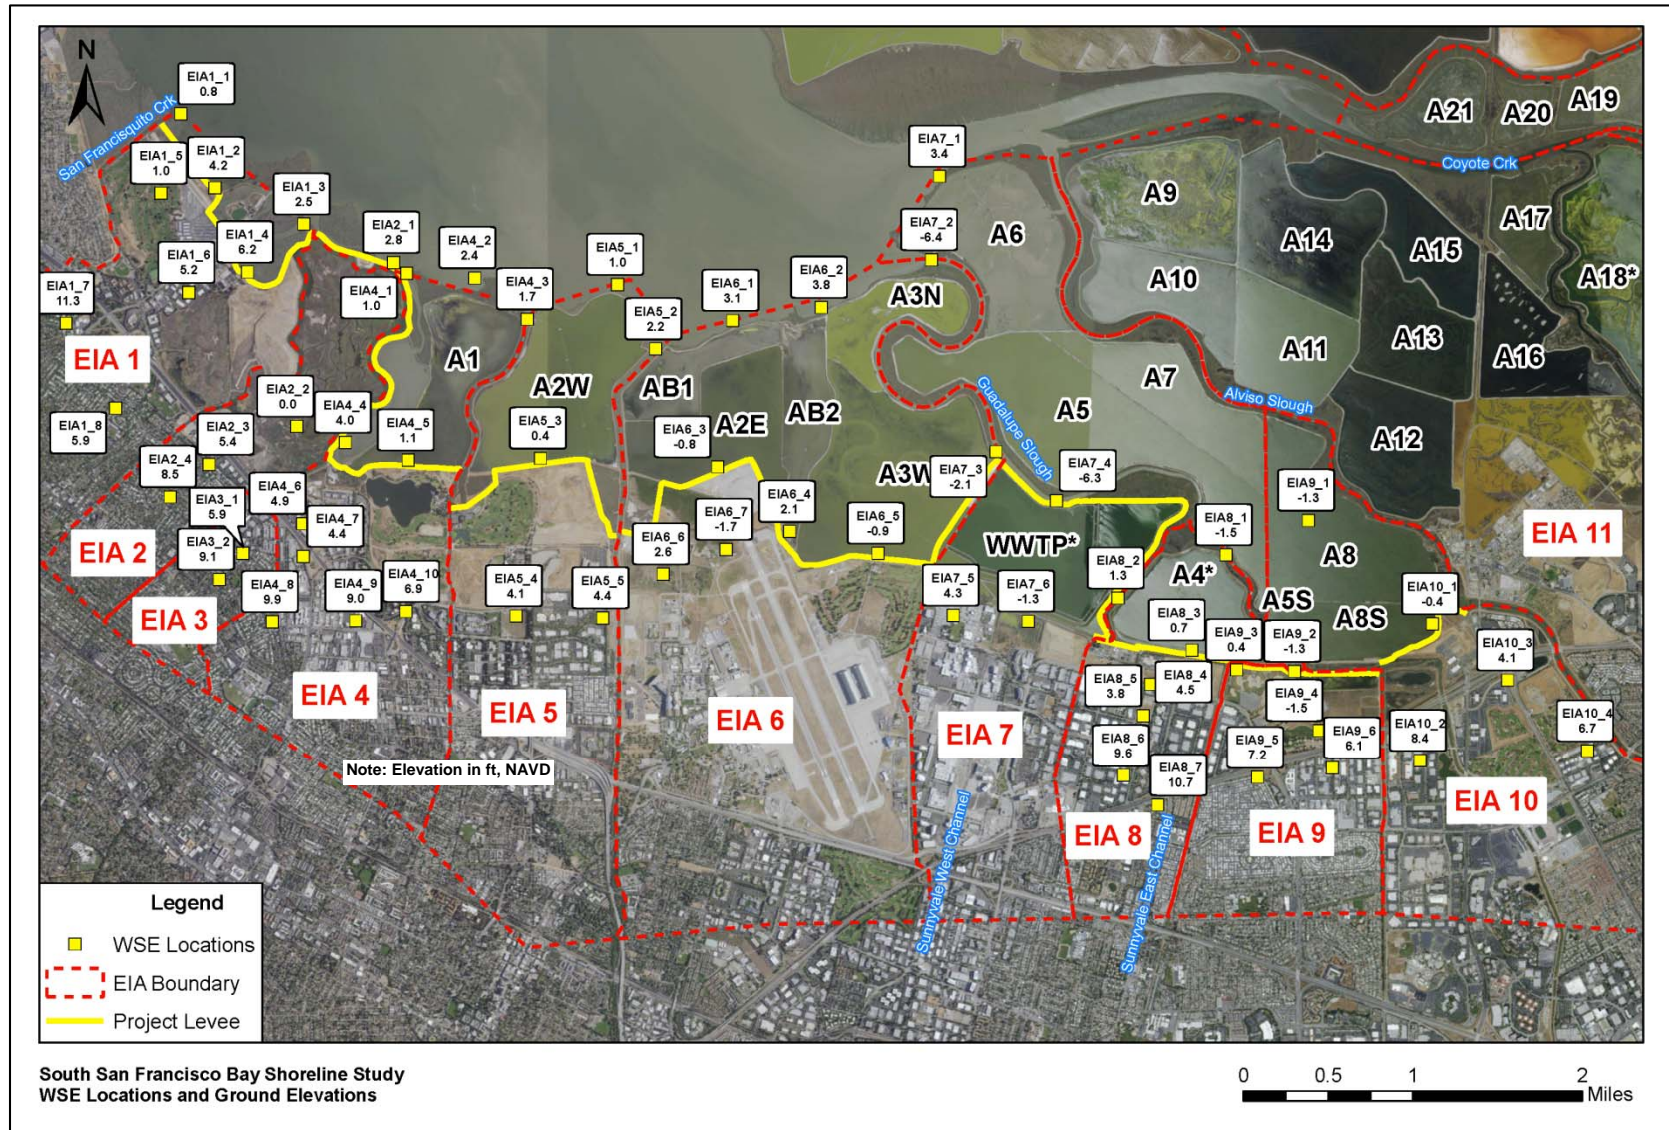 N
San Francisquito Crk
EIA1_1
0.8
EIA1_5
1.0
EIA1_2
4.2
EIA1_3
2.5
EIA1_4
6.2
EIA1_6
5.2
EIA1_7
11.3
EIA 1
EIA1_8
5.9
EIA2_1
2.8
EIA4_1
1.0
EIA4_2
2.4
EIA4_3
1.7
EIA5_1
1.0
EIA5_2
2.2
EIA6_1
3.1
EIA6_2
3.8
EIA7_1
3.4
EIA7_2
-6.4
A6
A9
A14
A15
A21
A20
A19
Coyote Crk
A17
A18*
A10
A11
A13
A16
A3N
A1
A2W
AB1
A2E
AB2
A7
A5
Guadalupe Slough
Alviso Slough
A12
EIA2_2
0.0
EIA2_3
5.4
EIA2_4
8.5
EIA4_4
4.0
EIA4_5
1.1
EIA5_3
0.4
EIA6_3
-0.8
A3W
EIA7_3
-2.1
EIA7_4
-6.3
EIA3_1
5.9
EIA3_2
9.1
EIA4_6
4.9
EIA4_7
4.4
EIA6_7
-1.7
EIA6_4
2.1
EIA6_5
-0.9
EIA6_6
2.6
WWTP*
EIA8_1
-1.5
EIA9_1
-1.3
A8
EIA 11
EIA 2
EIA 3
EIA4_8
9.9
EIA4_9
9.0
EIA4_10
6.9
EIA5_4
4.1
EIA5_5
4.4
EIA7_5
4.3
EIA7_6
-1.3
EIA8_2
1.3
A4*
A5S
A8S
EIA10_1
-0.4
EIA8_3
0.7
EIA9_3
0.4
EIA9_2
-1.3
EIA10_3
4.1
EIA8_5
3.8
EIA8_4
4.5
EIA9_4
-1.5
EIA 4
EIA 5
EIA 6
EIA 7
EIA8_6
9.6
EIA8_7
10.7
EIA9_5
7.2
EIA9_6
6.1
EIA10_2
8.4
EIA10_4
6.7
Note: Elevation in ft, NAVD
EIA 8
EIA 9
EIA 10
Sunnyvale West Channel
Sunnyvale East Channel
Legend
WSE Locations
EIA Boundary
Project Levee
South San Francisco Bay Shoreline Study
WSE Locations and Ground Elevations
0 0.5 1 2
Miles